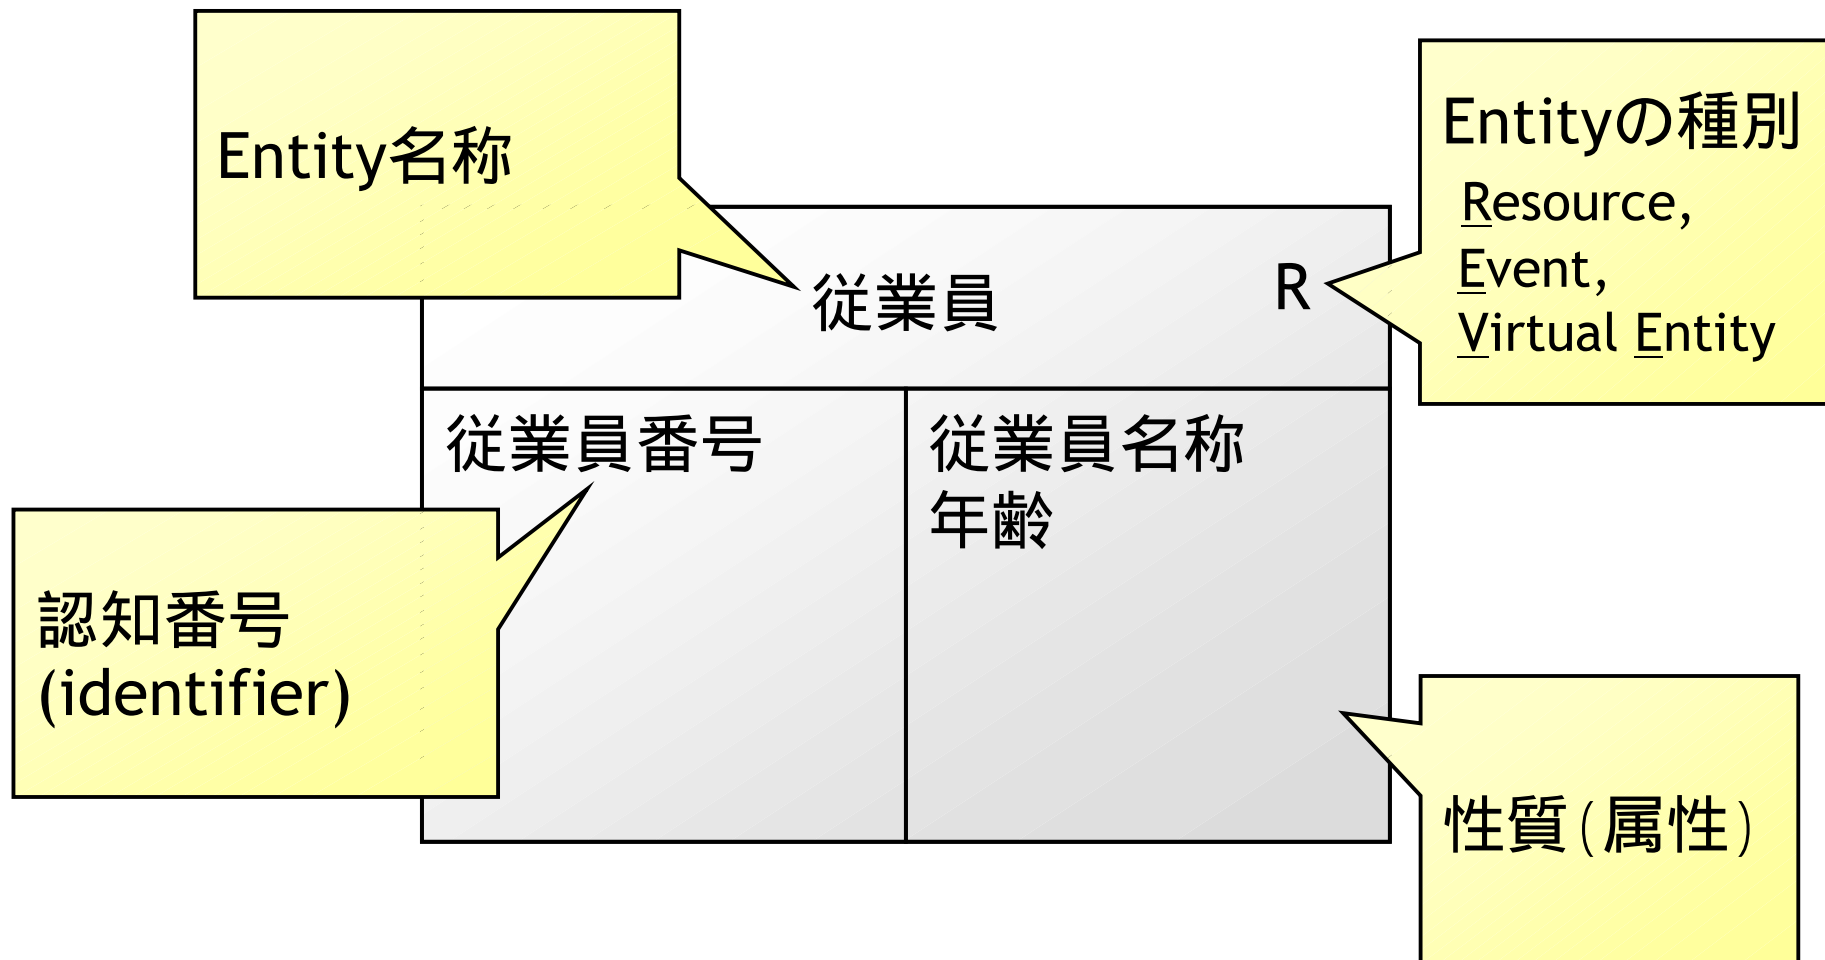 Entity名称
Entityの種別
Resource,
Event,
Virtual Entity
従業員
R
従業員番号
従業員名称
年齢
認知番号
(identifier)
性質(属性)